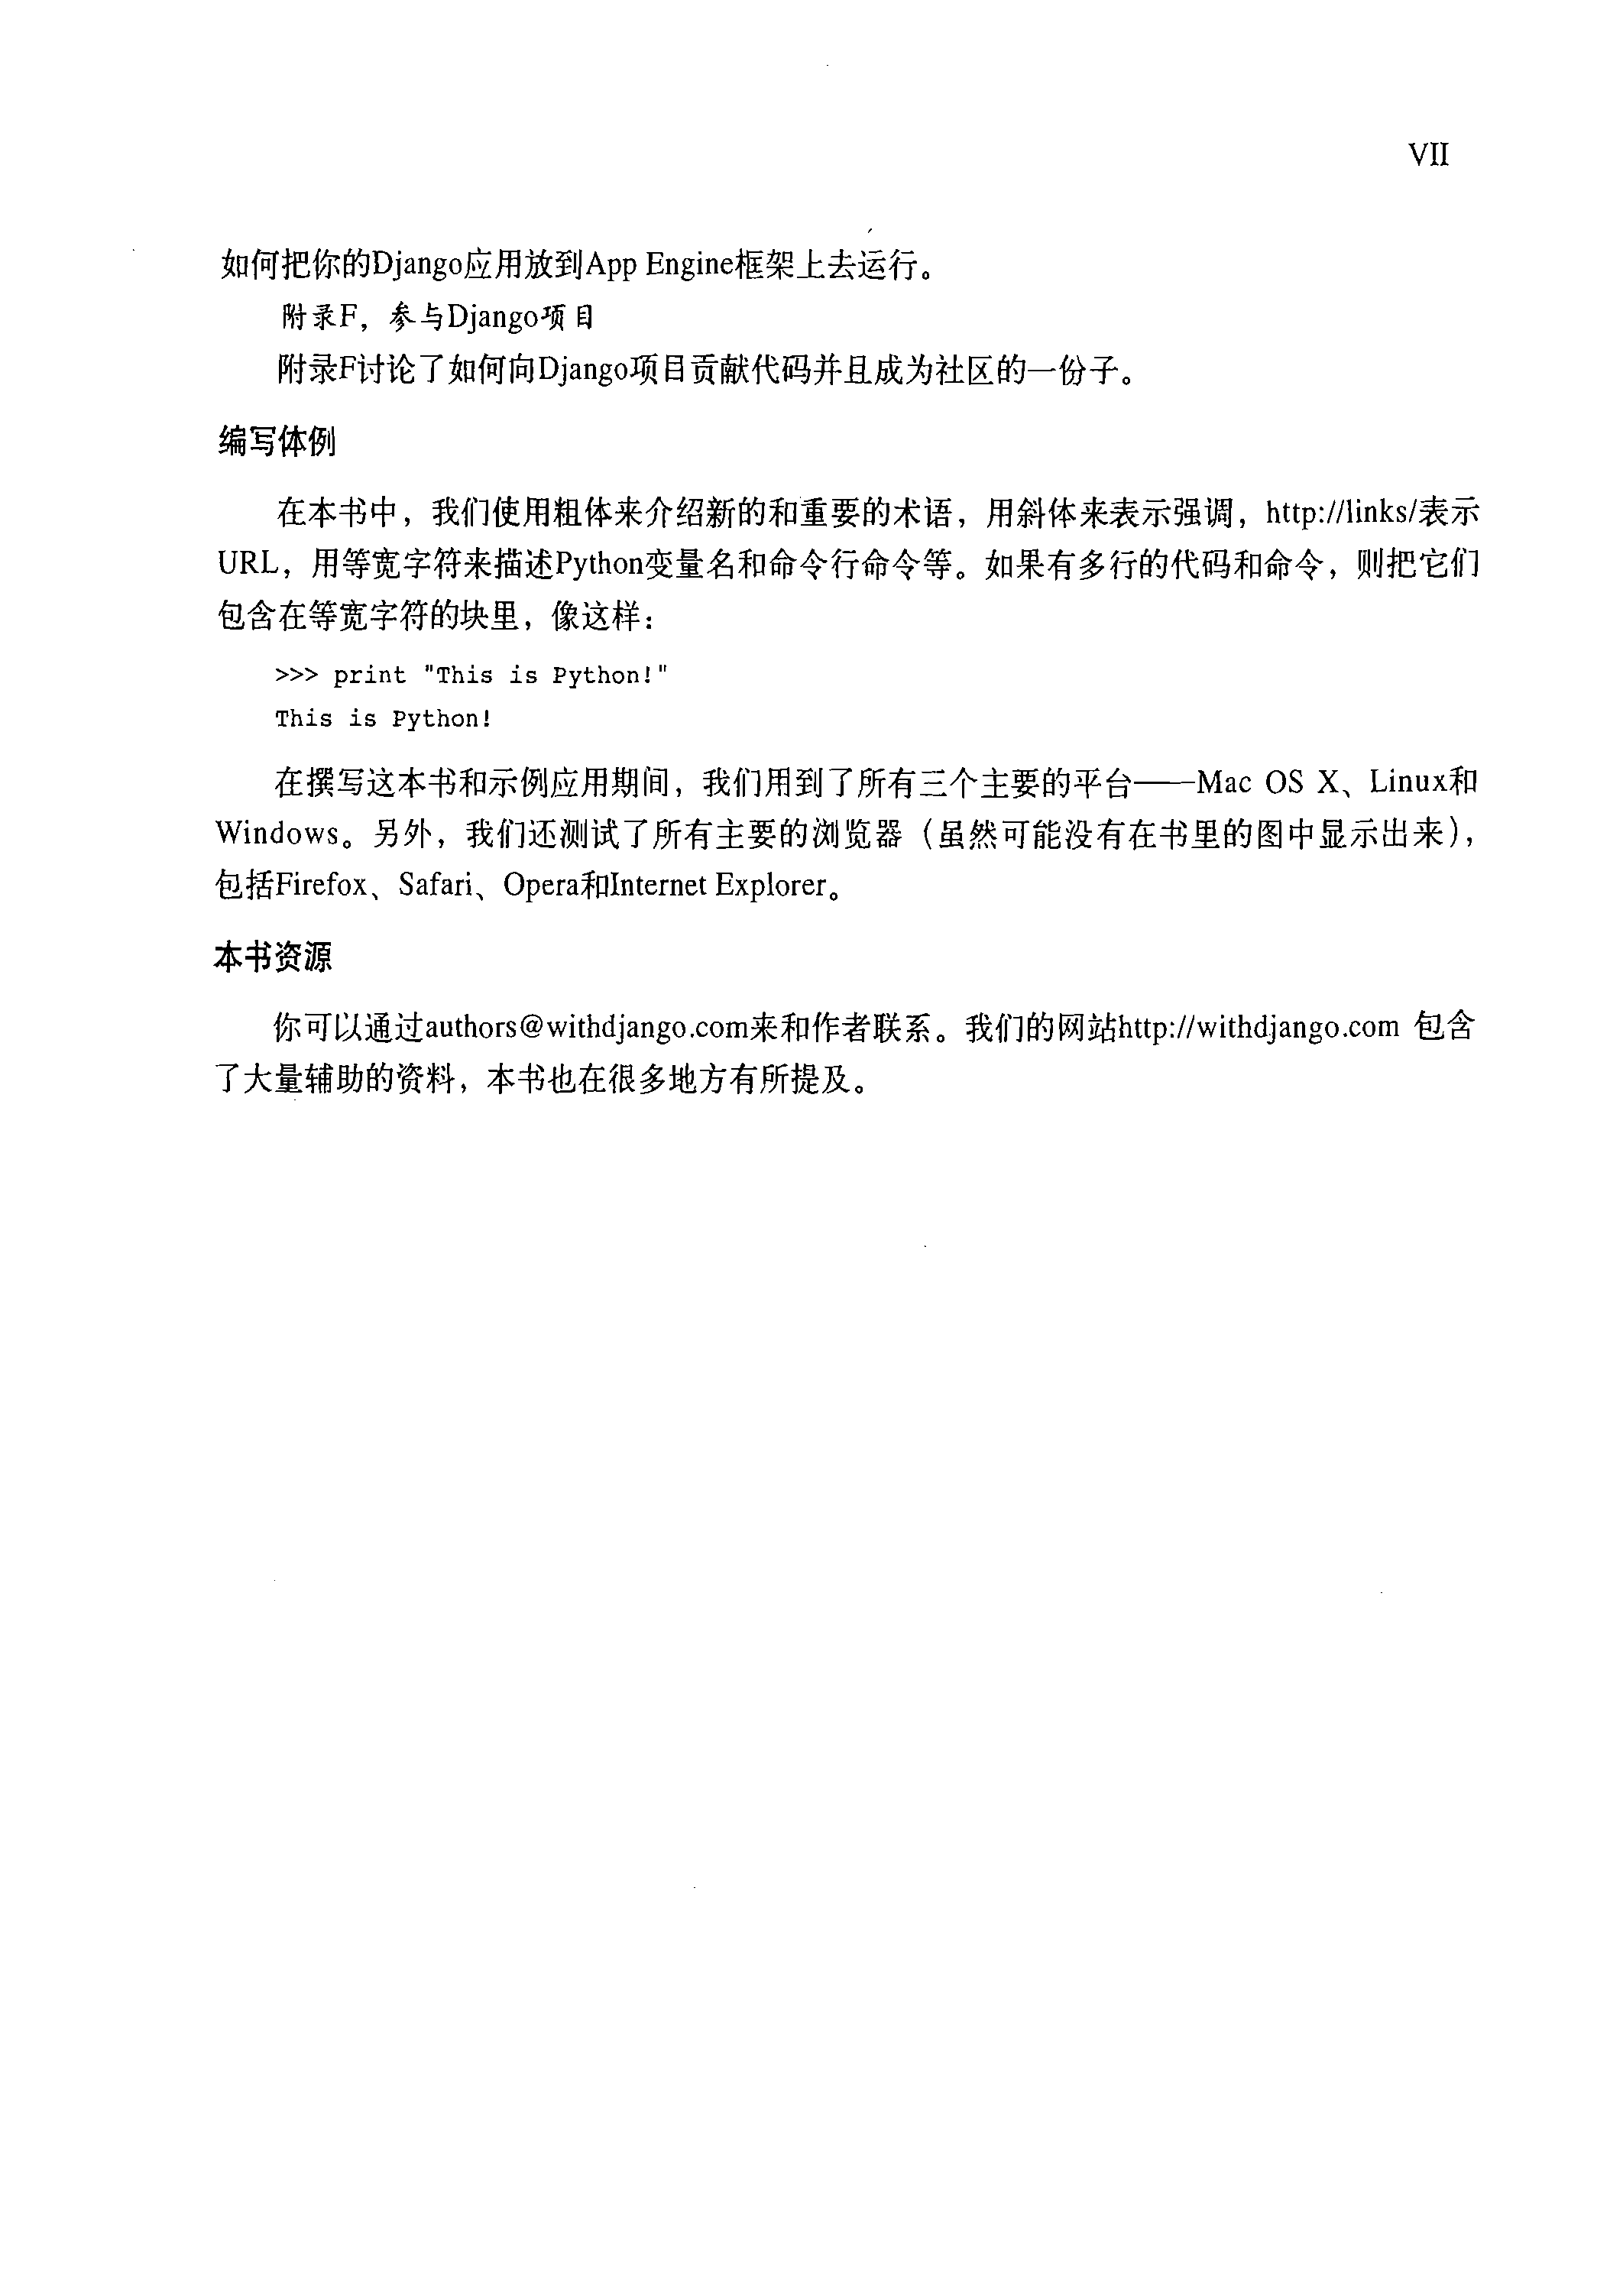 VII
如何把你的Django应用放到App Engine框架上去运行。
附录F，参与Django项目
附录F讨论了如何向Django项目贡献代码并且成为社区的一份子。
编写体例
在本书中，我们使用粗体来介绍新的和重要的术语，用斜体来表示强调，http://links/表示
URL，用等宽字符来描述Python变量名和命令行命令等。如果有多行的代码和命令，则把它们
包含在等宽字符的块里，像这样：
>>> print "This is Python!"
This is Python!
在撰写这本书和示例应用期间，我们用到了所有三个主要的平台——Mac OS X、Linux和
Windows。另外，我们还测试了所有主要的浏览器（虽然可能没有在书里的图中显示出来），
包括Firefox、Safari、Opera和Internet Explorer。
本书资源
你可以通过authors@withdjango.com来和作者联系。我们的网站http://withdjango.com 包含
了大量辅助的资料，本书也在很多地方有所提及。